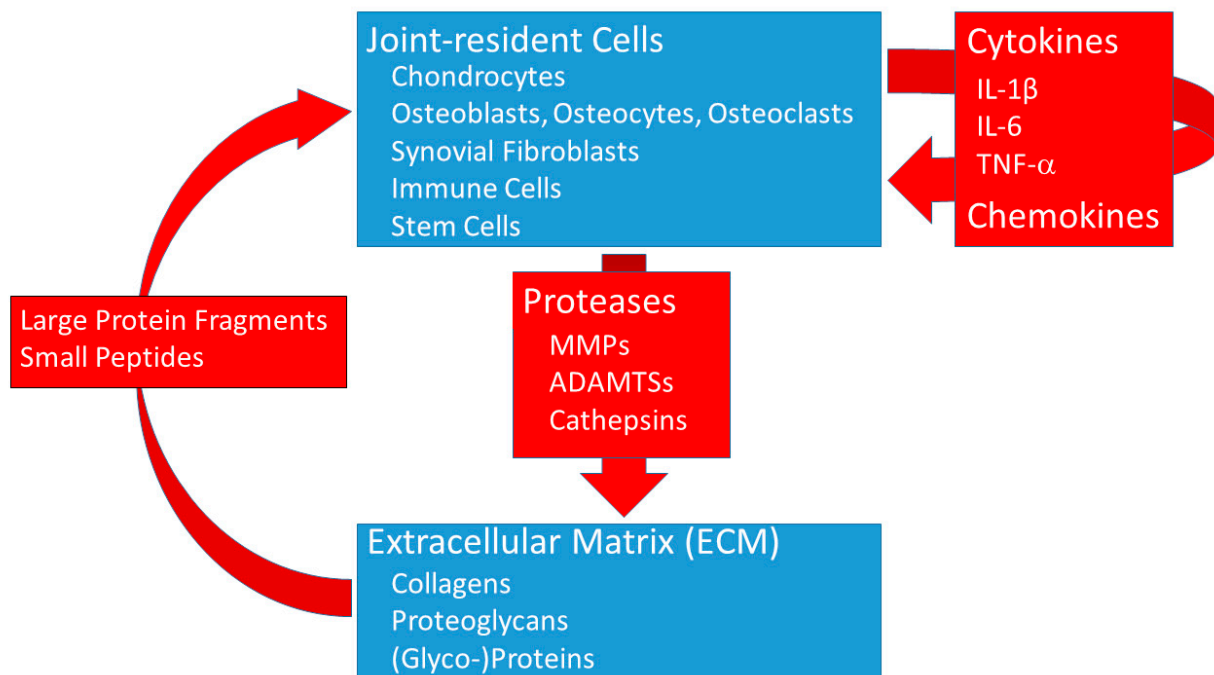 Joint-resident Cells
Chondrocytes
Osteoblasts, Osteocytes, Osteoclasts
Synovial Fibroblasts
Immune Cells
Stem Cells
Cytokines
IL-1β
IL-6
TNF-α
Chemokines
Large Protein Fragments
Small Peptides
Proteases
MMPs
ADAMTSs
Cathepsins
Extracellular Matrix (ECM)
Collagens
Proteoglycans
(Glyco-)Proteins